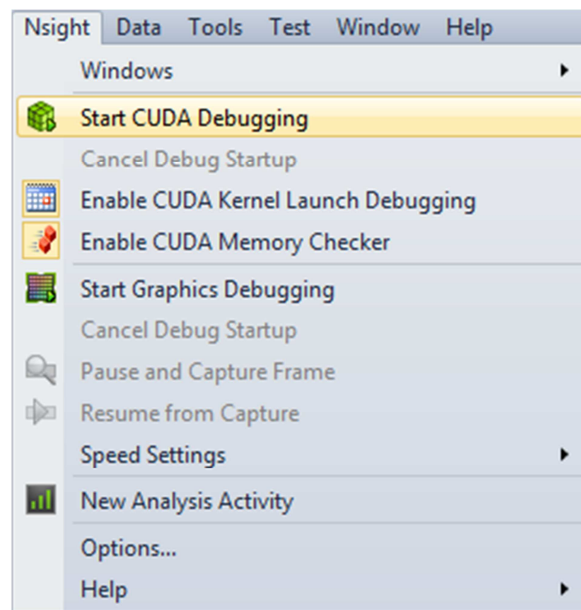 Nsight Data Tools Test Window Help
Windows
Start CUDA Debugging
Cancel Debug Startup
Enable CUDA Kernel Launch Debugging
Enable CUDA Memory Checker
Start Graphics Debugging
Cancel Debug Startup
Pause and Capture Frame
Resume from Capture
Speed Settings
New Analysis Activity
Options...
Help